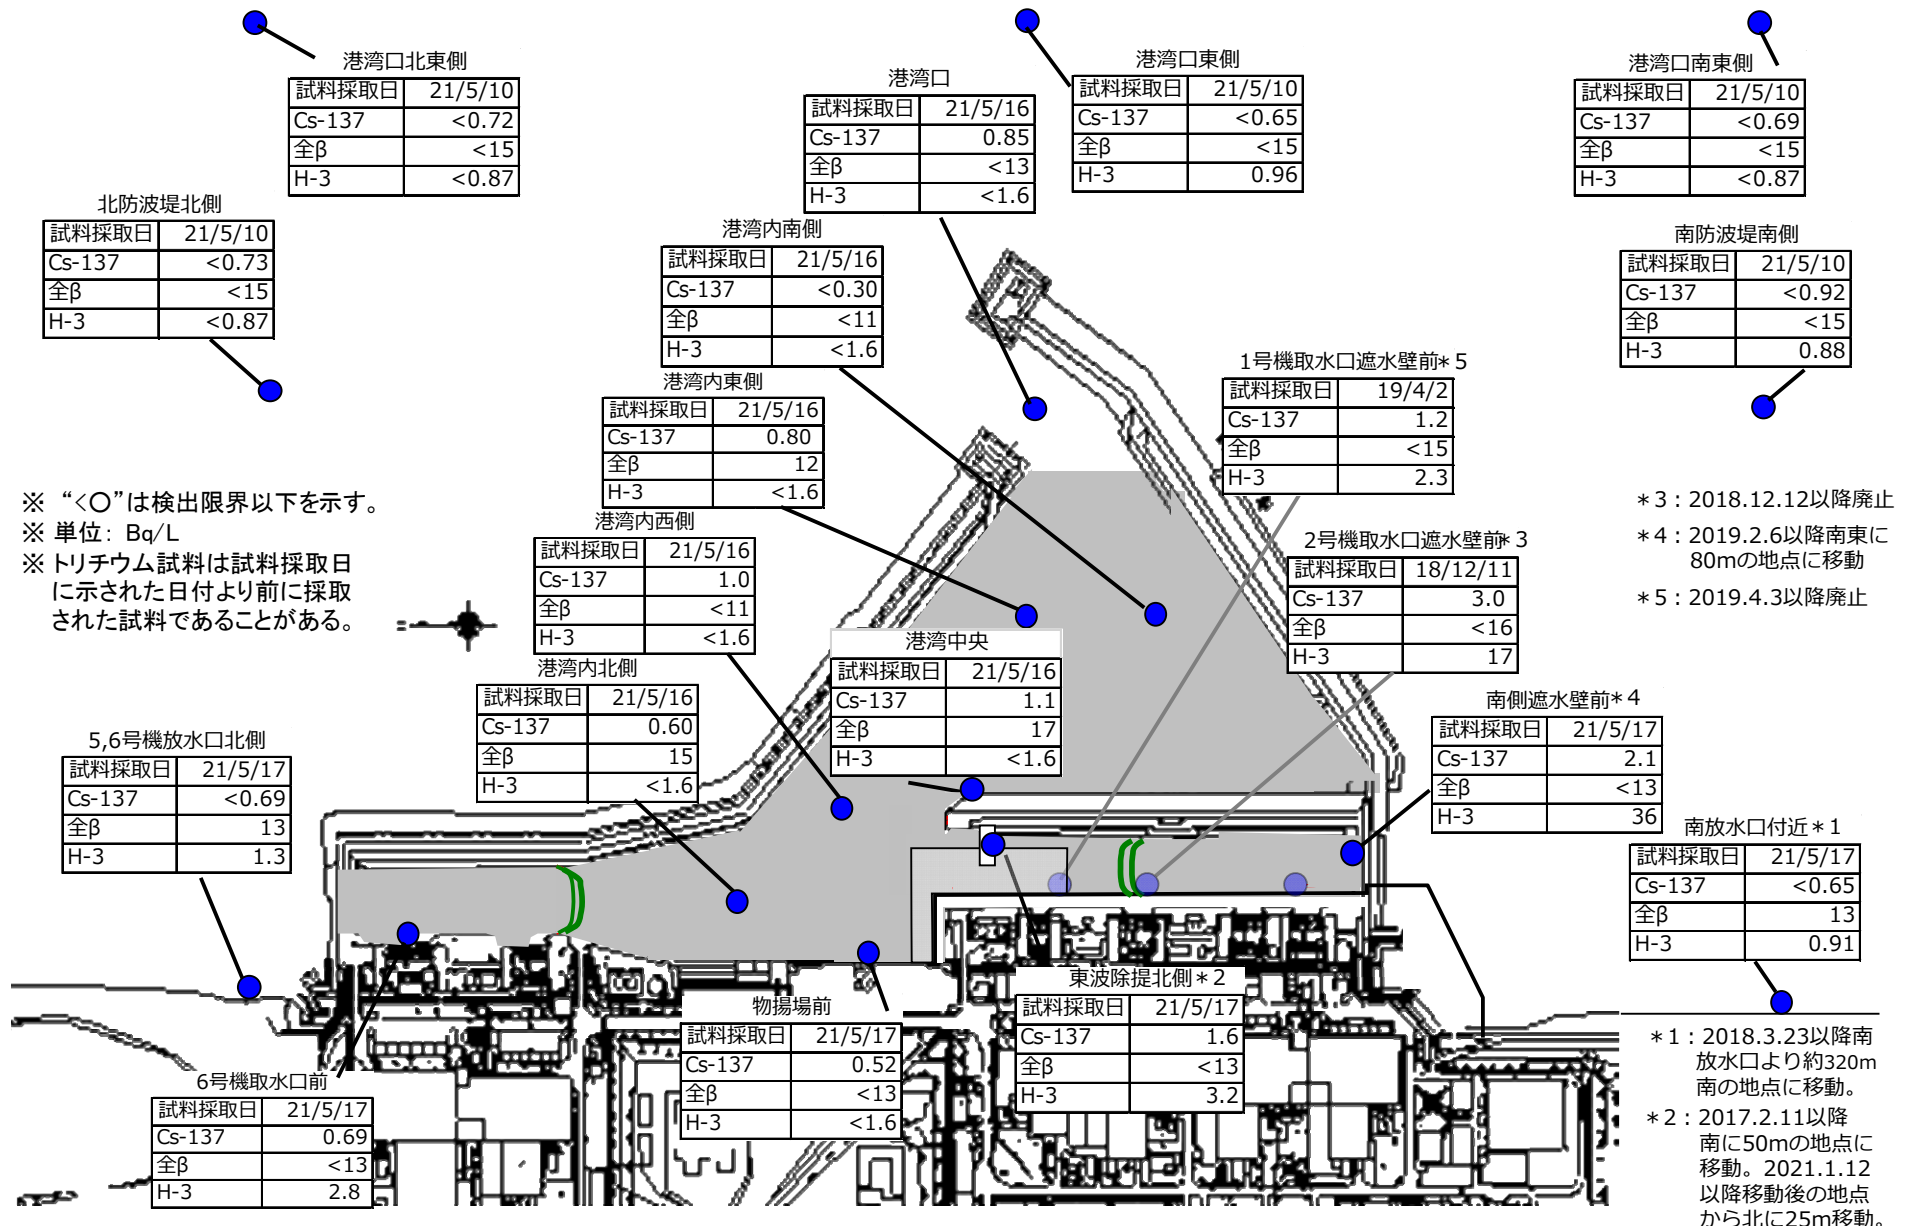 港湾口北東側
試料採取日 21/5/10
Cs-137 <0.72
全β <15
H-3 <0.87
港湾口
試料採取日 21/5/16
Cs-137 0.85
全β <13
H-3 <1.6
港湾口東側
試料採取日 21/5/10
Cs-137 <0.65
全β <15
H-3 0.96
港湾口南東側
試料採取日 21/5/10
Cs-137 <0.69
全β <15
H-3 <0.87
北防波堤北側
試料採取日 21/5/10
Cs-137 <0.73
全β <15
H-3 <0.87
港湾内南側
試料採取日 21/5/16
Cs-137 <0.30
全β <11
H-3 <1.6
南防波堤南側
試料採取日 21/5/10
Cs-137 <0.92
全β <15
H-3 0.88
港湾内東側
試料採取日 21/5/16
Cs-137 0.80
全β 12
H-3 <1.6
1号機取水口遮水壁前＊5
試料採取日 19/4/2
Cs-137 1.2
全β <15
H-3 2.3
※ “<○”は検出限界以下を示す。
※ 単位: Bq/L
※ トリチウム試料は試料採取日
に示された日付より前に採取
された試料であることがある。
港湾内西側
試料採取日 21/5/16
Cs-137 1.0
全β <11
H-3 <1.6
2号機取水口遮水壁前＊3
試料採取日 18/12/11
Cs-137 3.0
全β <16
H-3 17
＊3：2018.12.12以降廃止
＊4：2019.2.6以降南東に
80mの地点に移動
＊5：2019.4.3以降廃止
港湾内北側
試料採取日 21/5/16
Cs-137 0.60
全β 15
H-3 <1.6
港湾中央
試料採取日 21/5/16
Cs-137 1.1
全β 17
H-3 <1.6
南側遮水壁前＊4
試料採取日 21/5/17
Cs-137 2.1
全β <13
H-3 36
5,6号機放水口北側
試料採取日 21/5/17
Cs-137 <0.69
全β 13
H-3 1.3
南放水口付近＊1
試料採取日 21/5/17
Cs-137 <0.65
全β 13
H-3 0.91
6号機取水口前
試料採取日 21/5/17
Cs-137 0.69
全β <13
H-3 2.8
物揚場前
試料採取日 21/5/17
Cs-137 0.52
全β <13
H-3 <1.6
東波除提北側＊2
試料採取日 21/5/17
Cs-137 1.6
全β <13
H-3 3.2
＊1：2018.3.23以降南
放水口より約320m
南の地点に移動。
＊2：2017.2.11以降
南に50mの地点に
移動。2021.1.12
以降移動後の地点
から北に25m移動。